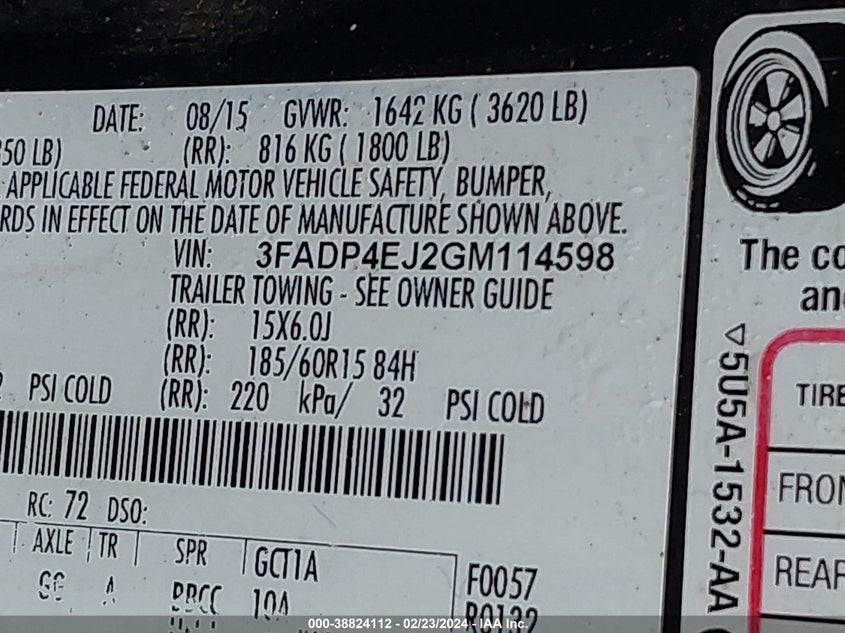 DATE: 08/15 GVWR: 1642 KG ( 3620 LB)
50 LB) (RR): 816 KG ( 1800 LB)
APPLICABLE FEDERAL MOTOR VEHICLE SAFETY, BUMPER,
RDS IN EFFECT ON THE DATE OF MANUFACTURE SHOWN ABOVE.
VIN: 3FADP4EJ2GM114598
TRAILER TOWING - SEE OWNER GUIDE
(RR): 15X6.0J
(RR): 185/60R15 84H
PSI COLD (RR): 220 kPa/ 32 PSI COLD
RC: 72 DSO:
AXLE TR SPR GCT1A
A 10A
F0057
The co
an
▽5U5A-1532-AA
TIRE
FRON
REAR
000-38824112 - 02/23/2024 - IAA Inc.